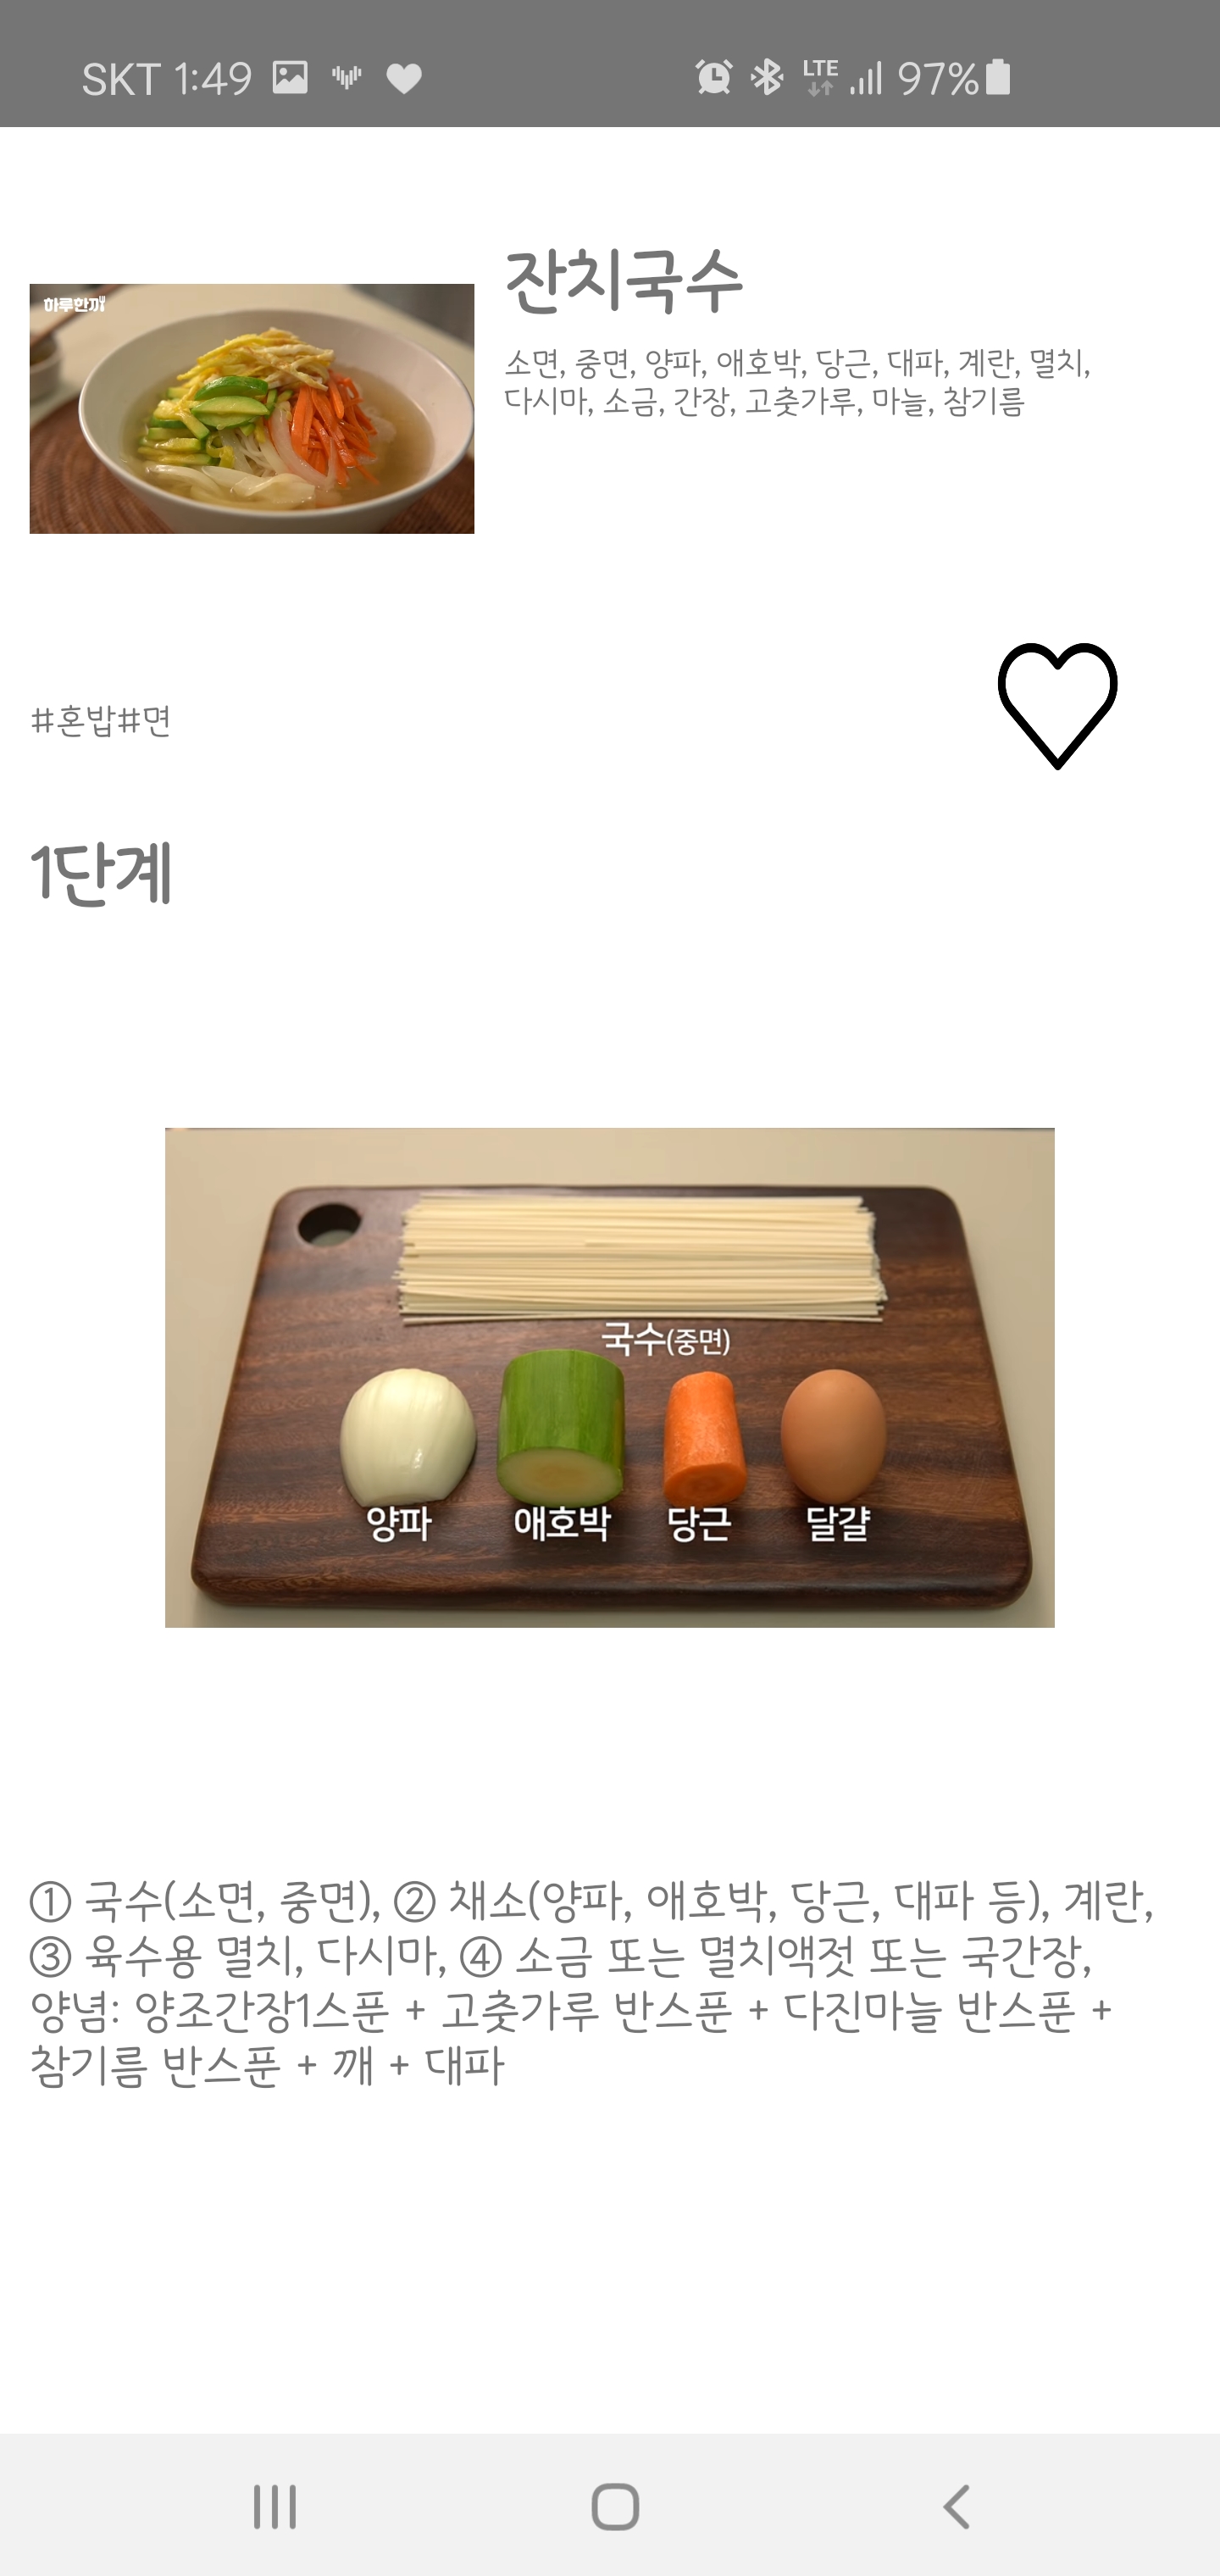 SKT 1:49
LTE 97%
잔치국수
하루한끼
소면, 중면, 양파, 애호박, 당근, 대파, 계란, 멸치,
다시마, 소금, 간장, 고춧가루, 마늘, 참기름
#혼밥#면
1단계
국수(중면)
양파 애호박 당근 달걀
① 국수(소면, 중면), ② 채소(양파, 애호박, 당근, 대파 등), 계란,
③ 육수용 멸치, 다시마, ④ 소금 또는 멸치액젓 또는 국간장,
양념: 양조간장1스푼 + 고춧가루 반스푼 + 다진마늘 반스푼 +
참기름 반스푼 + 깨 + 대파